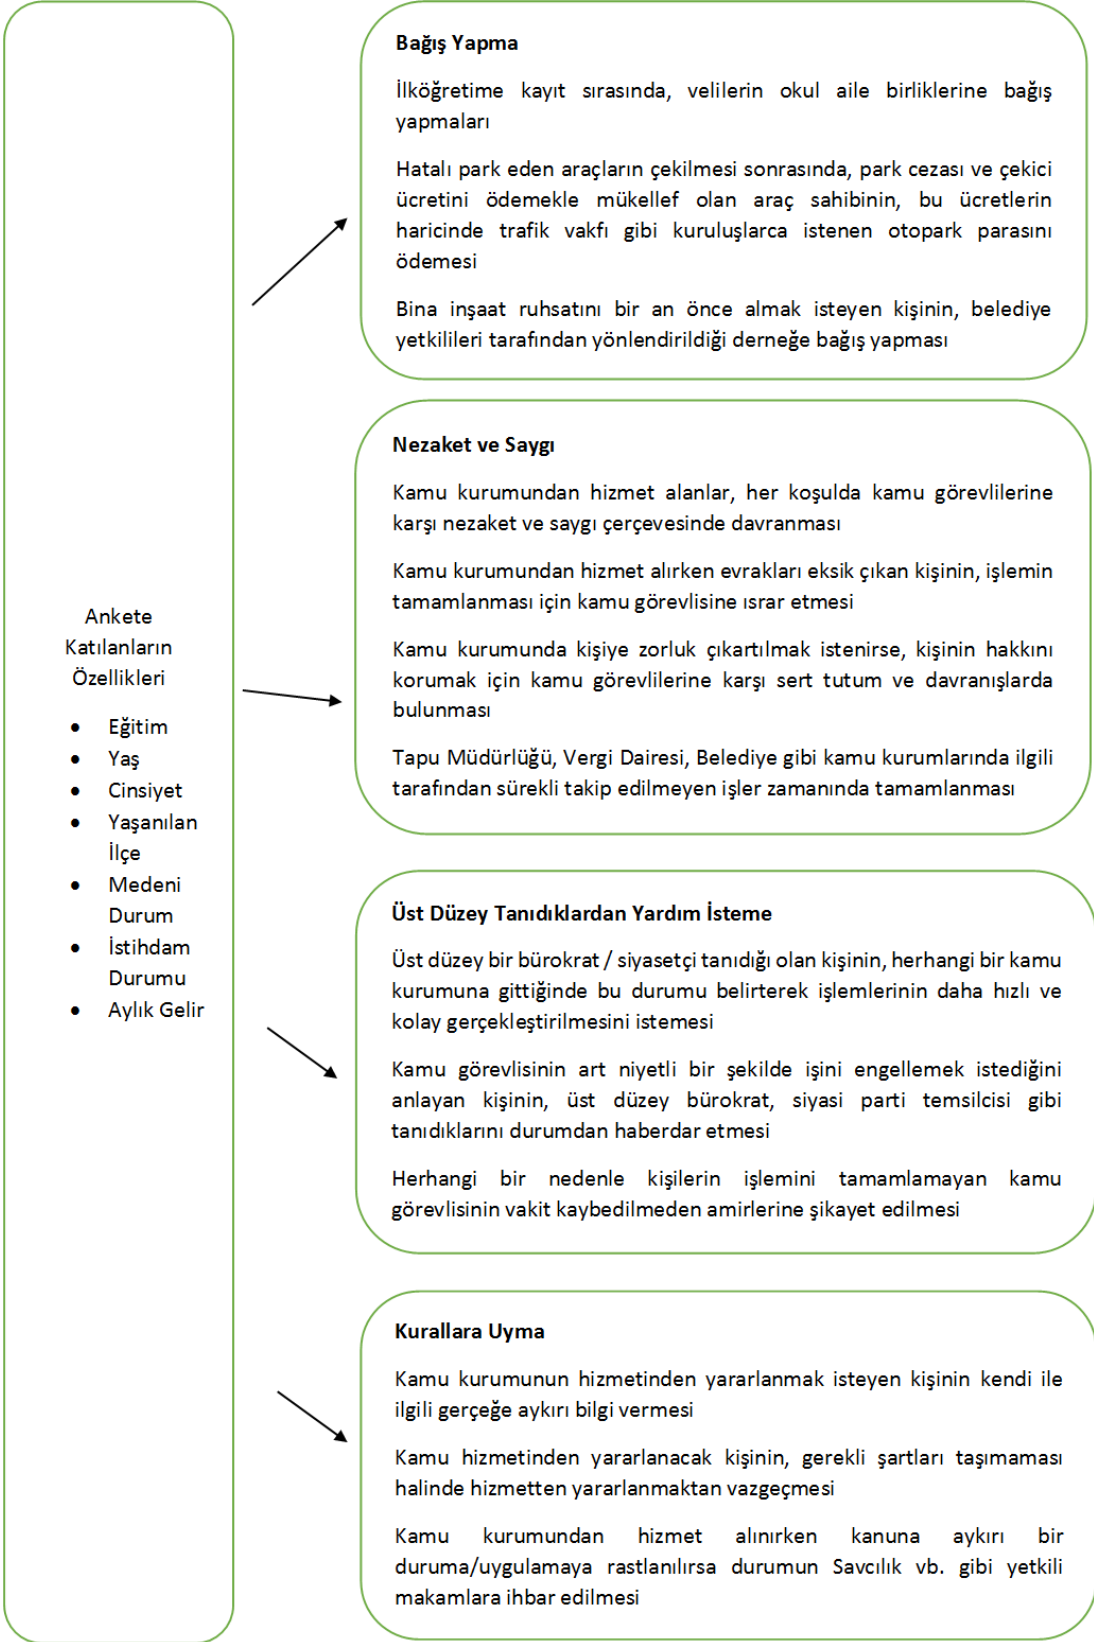 Ankete
Katılanların
Özellikleri
• Eğitim
• Yaş
• Cinsiyet
• Yaşanılan
İlçe
• Medeni
Durum
• İstihdam
Durumu
• Aylık Gelir
Bağış Yapma
İlköğretime kayıt sırasında, velilerin okul aile birliklerine bağış
yapmaları
Hatalı park eden araçların çekilmesi sonrasında, park cezası ve çekici
ücretini ödemekle mükellef olan araç sahibinin, bu ücretlerin
haricinde trafik vakfı gibi kuruluşlarca istenen otopark parasını
ödemesi
Bina inşaat ruhsatını bir an önce almak isteyen kişinin, belediye
yetkilileri tarafından yönlendirildiği derneğe bağış yapması
Nezaket ve Saygı
Kamu kurumundan hizmet alanlar, her koşulda kamu görevlilerine
karşı nezaket ve saygı çerçevesinde davranması
Kamu kurumundan hizmet alırken evrakları eksik çıkan kişinin, işlemin
tamamlanması için kamu görevlisine ısrar etmesi
Kamu kurumunda kişiye zorluk çıkartılmak istenirse, kişinin hakkını
korumak için kamu görevlilerine karşı sert tutum ve davranışlarda
bulunması
Tapu Müdürlüğü, Vergi Dairesi, Belediye gibi kamu kurumlarında ilgili
tarafından sürekli takip edilmeyen işler zamanında tamamlanması
Üst Düzey Tanıdıklardan Yardım İsteme
Üst düzey bir bürokrat / siyasetçi tanıdığı olan kişinin, herhangi bir kamu
kurumuna gittiğinde bu durumu belirterek işlemlerinin daha hızlı ve
kolay gerçekleştirilmesini istemesi
Kamu görevlisinin art niyetli bir şekilde işini engellemek istediğini
anlayan kişinin, üst düzey bürokrat, siyasi parti temsilcisi gibi
tanıdıklarını durumdan haberdar etmesi
Herhangi bir nedenle kişilerin işlemini tamamlamayan kamu
görevlisinin vakit kaybedilmeden amirlerine şikayet edilmesi
Kurallara Uyma
Kamu kurumunun hizmetinden yararlanmak isteyen kişinin kendi ile
ilgili gerçeğe aykırı bilgi vermesi
Kamu hizmetinden yararlanacak kişinin, gerekli şartları taşımaması
halinde hizmetten yararlanmaktan vazgeçmesi
Kamu kurumundan hizmet alınırken kanuna aykırı bir
duruma/uygulamaya rastlanılırsa durumun Savcılık vb. gibi yetkili
makamlara ihbar edilmesi